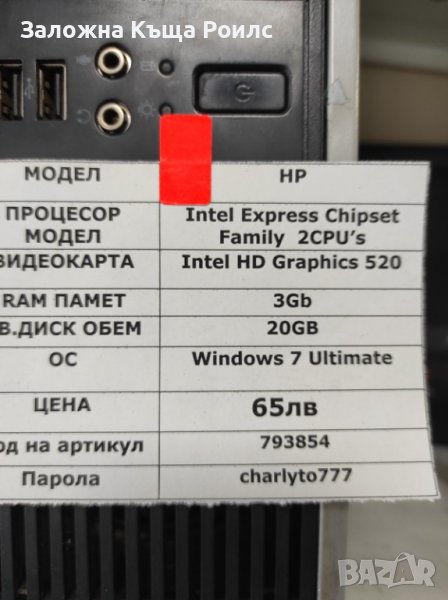 Заложна Къща Роилс
МОДЕЛ HP
ПРОЦЕСОР Intel Express Chipset
МОДЕЛ Family 2CPU's
ВИДЕОКАРТА Intel HD Graphics 520
RAM ПАМЕТ 3Gb
В.ДИСК ОБЕМ 20GB
ОС Windows 7 Ultimate
ЦЕНА 65лв
од на артикул 793854
Парола charlyto777
BAZAR